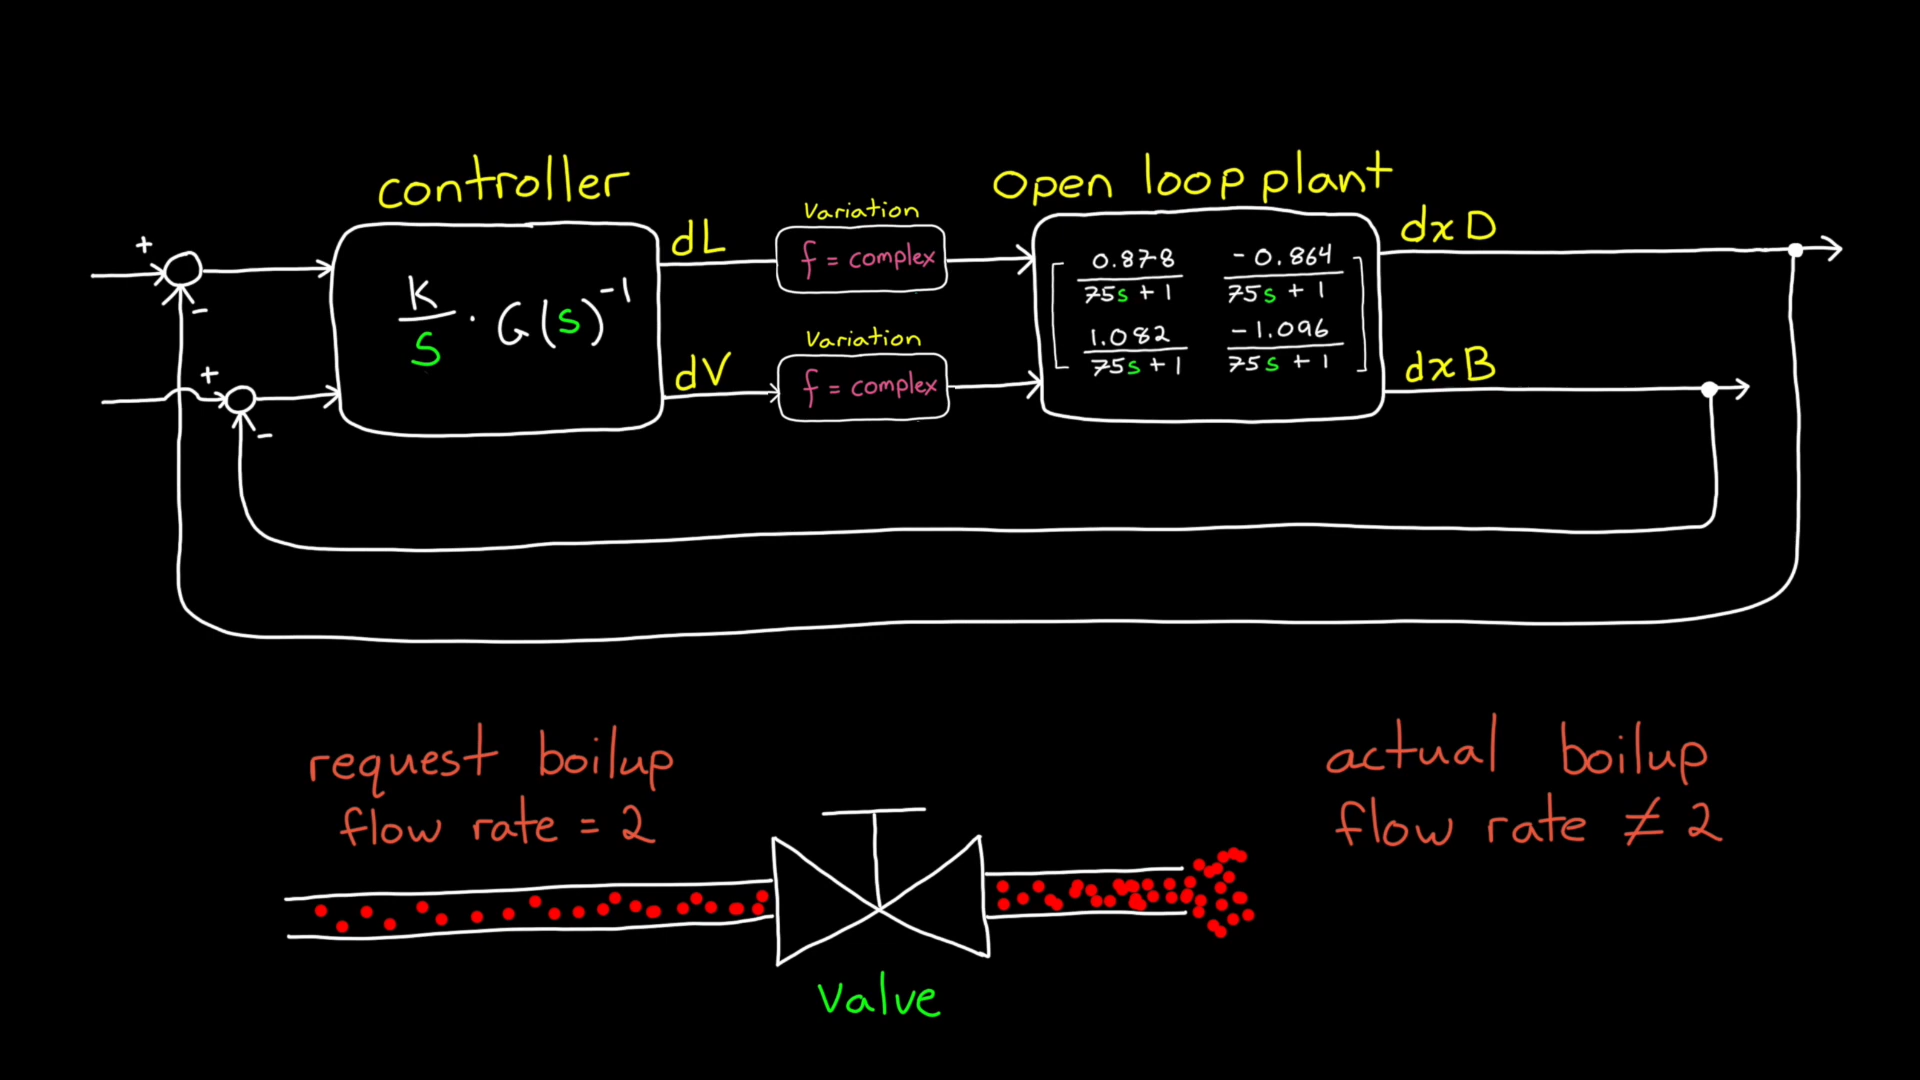 controller
open loop plant
Variation
dL
f = complex
dxD
+
-
K/s · G(s)⁻¹
0.878/75s + 1 -0.864/75s + 1
1.082/75s + 1 -1.096/75s + 1
Variation
dV
f = complex
dxB
+
-
request boilup
flow rate = 2
actual boilup
flow rate ≠ 2
Valve